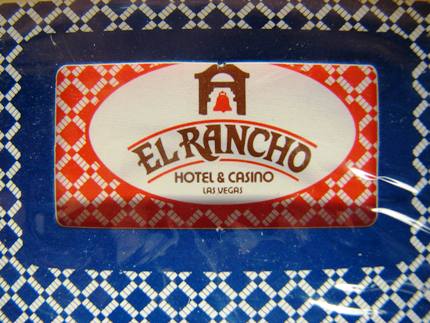 EL RANCHO
HOTEL & CASINO
LAS VEGAS